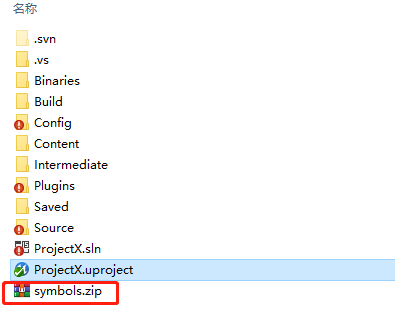 名称
.svn
.vs
Binaries
Build
Config
Content
Intermediate
Plugins
Saved
Source
ProjectX.sln
ProjectX.uproject
symbols.zip